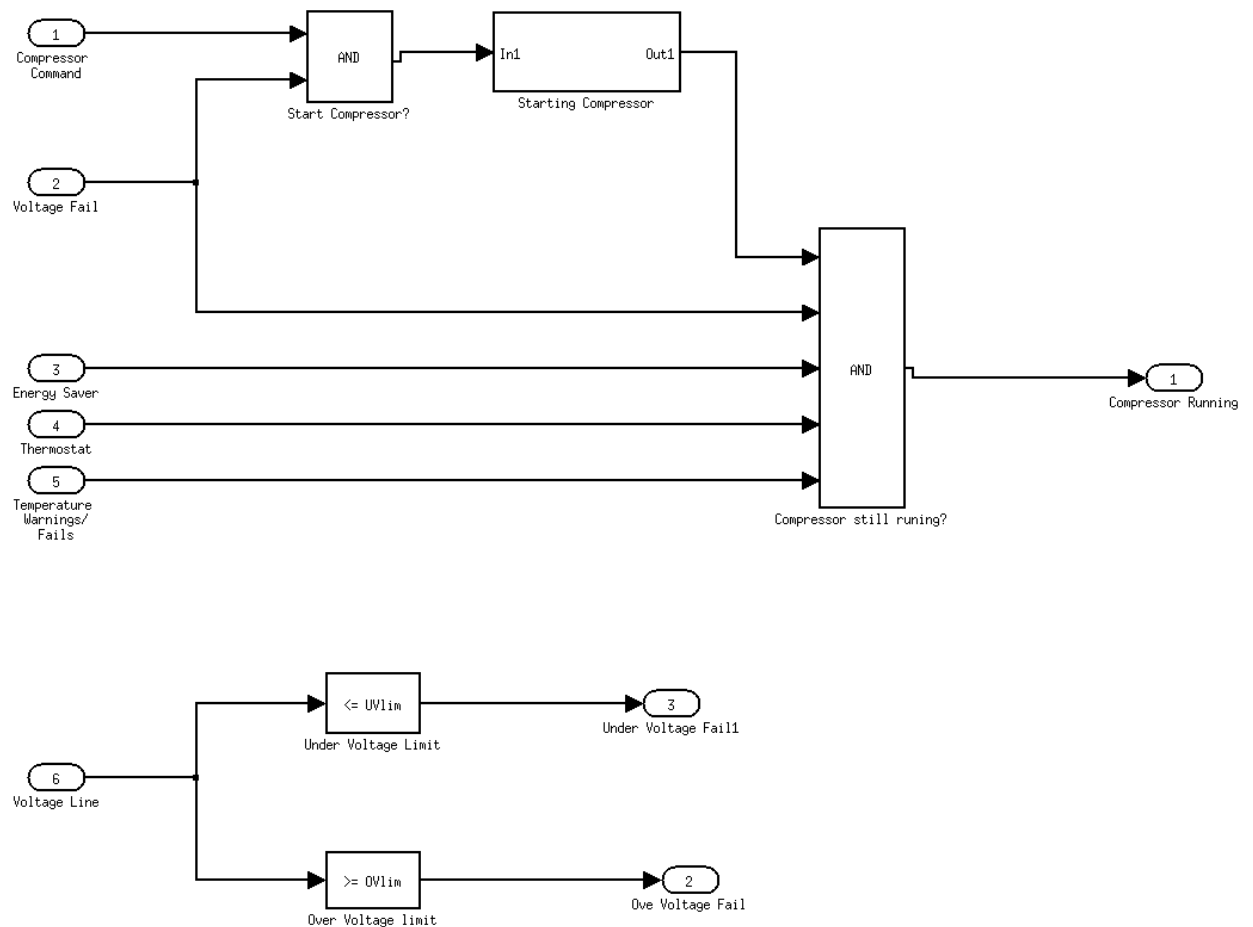 1
Compressor
Command
AND
Start Compressor?
In1
Out1
Starting Compressor
2
Voltage Fail
3
Energy Saver
4
Thermostat
5
Temperature
Warnings/
Fails
AND
Compressor still runing?
1
Compressor Running
<= UVlim
Under Voltage Limit
3
Under Voltage Fail1
6
Voltage Line
>= OVlim
Over Voltage limit
2
Ove Voltage Fail